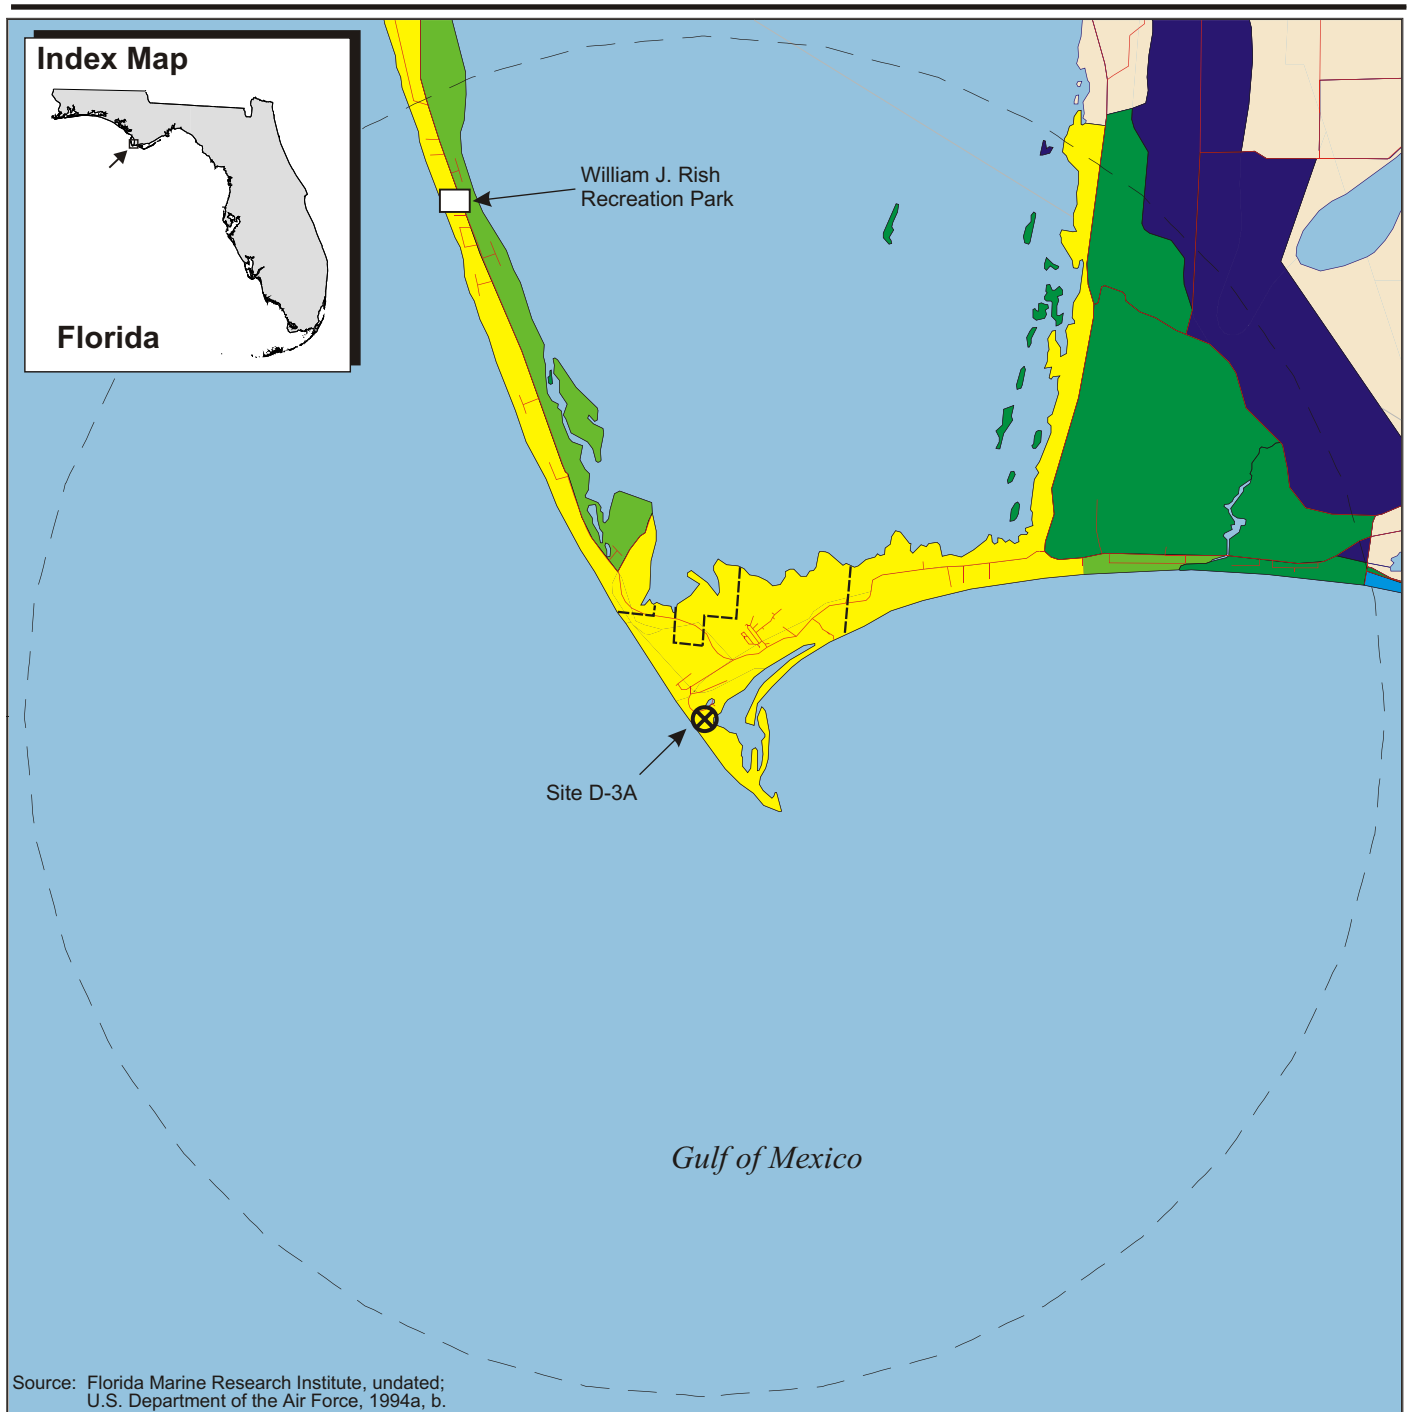 Index Map
Florida
William J. Rish
Recreation Park
Site D-3A
Gulf of Mexico
Source: Florida Marine Research Institute, undated;
U.S. Department of the Air Force, 1994a, b.